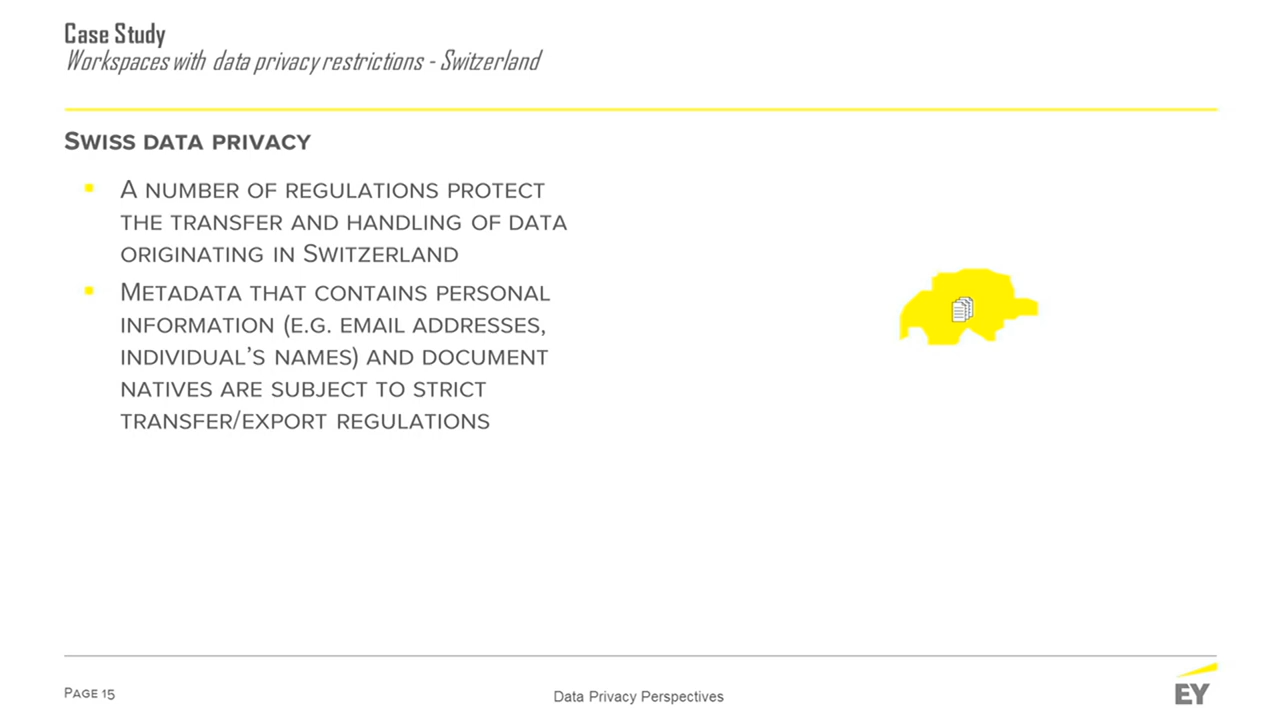 Case Study
Workspaces with data privacy restrictions - Switzerland
Swiss data privacy
A number of regulations protect
the transfer and handling of data
originating in Switzerland
Metadata that contains personal
information (e.g. email addresses,
individual's names) and document
natives are subject to strict
transfer/export regulations
Page 15
Data Privacy Perspectives
EY